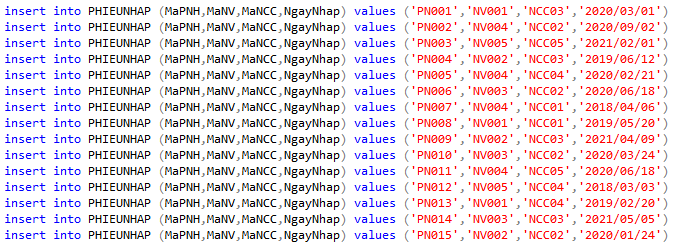 insert into PHIEUNHAP (MaPNH,MaNV,MaNCC,NgayNhap) values ('PN001','NV001','NCC03','2020/03/01')
insert into PHIEUNHAP (MaPNH,MaNV,MaNCC,NgayNhap) values ('PN002','NV004','NCC02','2020/09/02')
insert into PHIEUNHAP (MaPNH,MaNV,MaNCC,NgayNhap) values ('PN003','NV005','NCC05','2021/02/01')
insert into PHIEUNHAP (MaPNH,MaNV,MaNCC,NgayNhap) values ('PN004','NV002','NCC03','2019/06/12')
insert into PHIEUNHAP (MaPNH,MaNV,MaNCC,NgayNhap) values ('PN005','NV004','NCC04','2020/02/21')
insert into PHIEUNHAP (MaPNH,MaNV,MaNCC,NgayNhap) values ('PN006','NV003','NCC02','2020/06/18')
insert into PHIEUNHAP (MaPNH,MaNV,MaNCC,NgayNhap) values ('PN007','NV004','NCC01','2018/04/06')
insert into PHIEUNHAP (MaPNH,MaNV,MaNCC,NgayNhap) values ('PN008','NV001','NCC01','2019/05/20')
insert into PHIEUNHAP (MaPNH,MaNV,MaNCC,NgayNhap) values ('PN009','NV002','NCC03','2021/04/09')
insert into PHIEUNHAP (MaPNH,MaNV,MaNCC,NgayNhap) values ('PN010','NV003','NCC02','2020/03/24')
insert into PHIEUNHAP (MaPNH,MaNV,MaNCC,NgayNhap) values ('PN011','NV004','NCC05','2020/06/18')
insert into PHIEUNHAP (MaPNH,MaNV,MaNCC,NgayNhap) values ('PN012','NV005','NCC04','2018/03/03')
insert into PHIEUNHAP (MaPNH,MaNV,MaNCC,NgayNhap) values ('PN013','NV001','NCC04','2019/02/20')
insert into PHIEUNHAP (MaPNH,MaNV,MaNCC,NgayNhap) values ('PN014','NV003','NCC03','2021/05/05')
insert into PHIEUNHAP (MaPNH,MaNV,MaNCC,NgayNhap) values ('PN015','NV002','NCC02','2020/01/24')